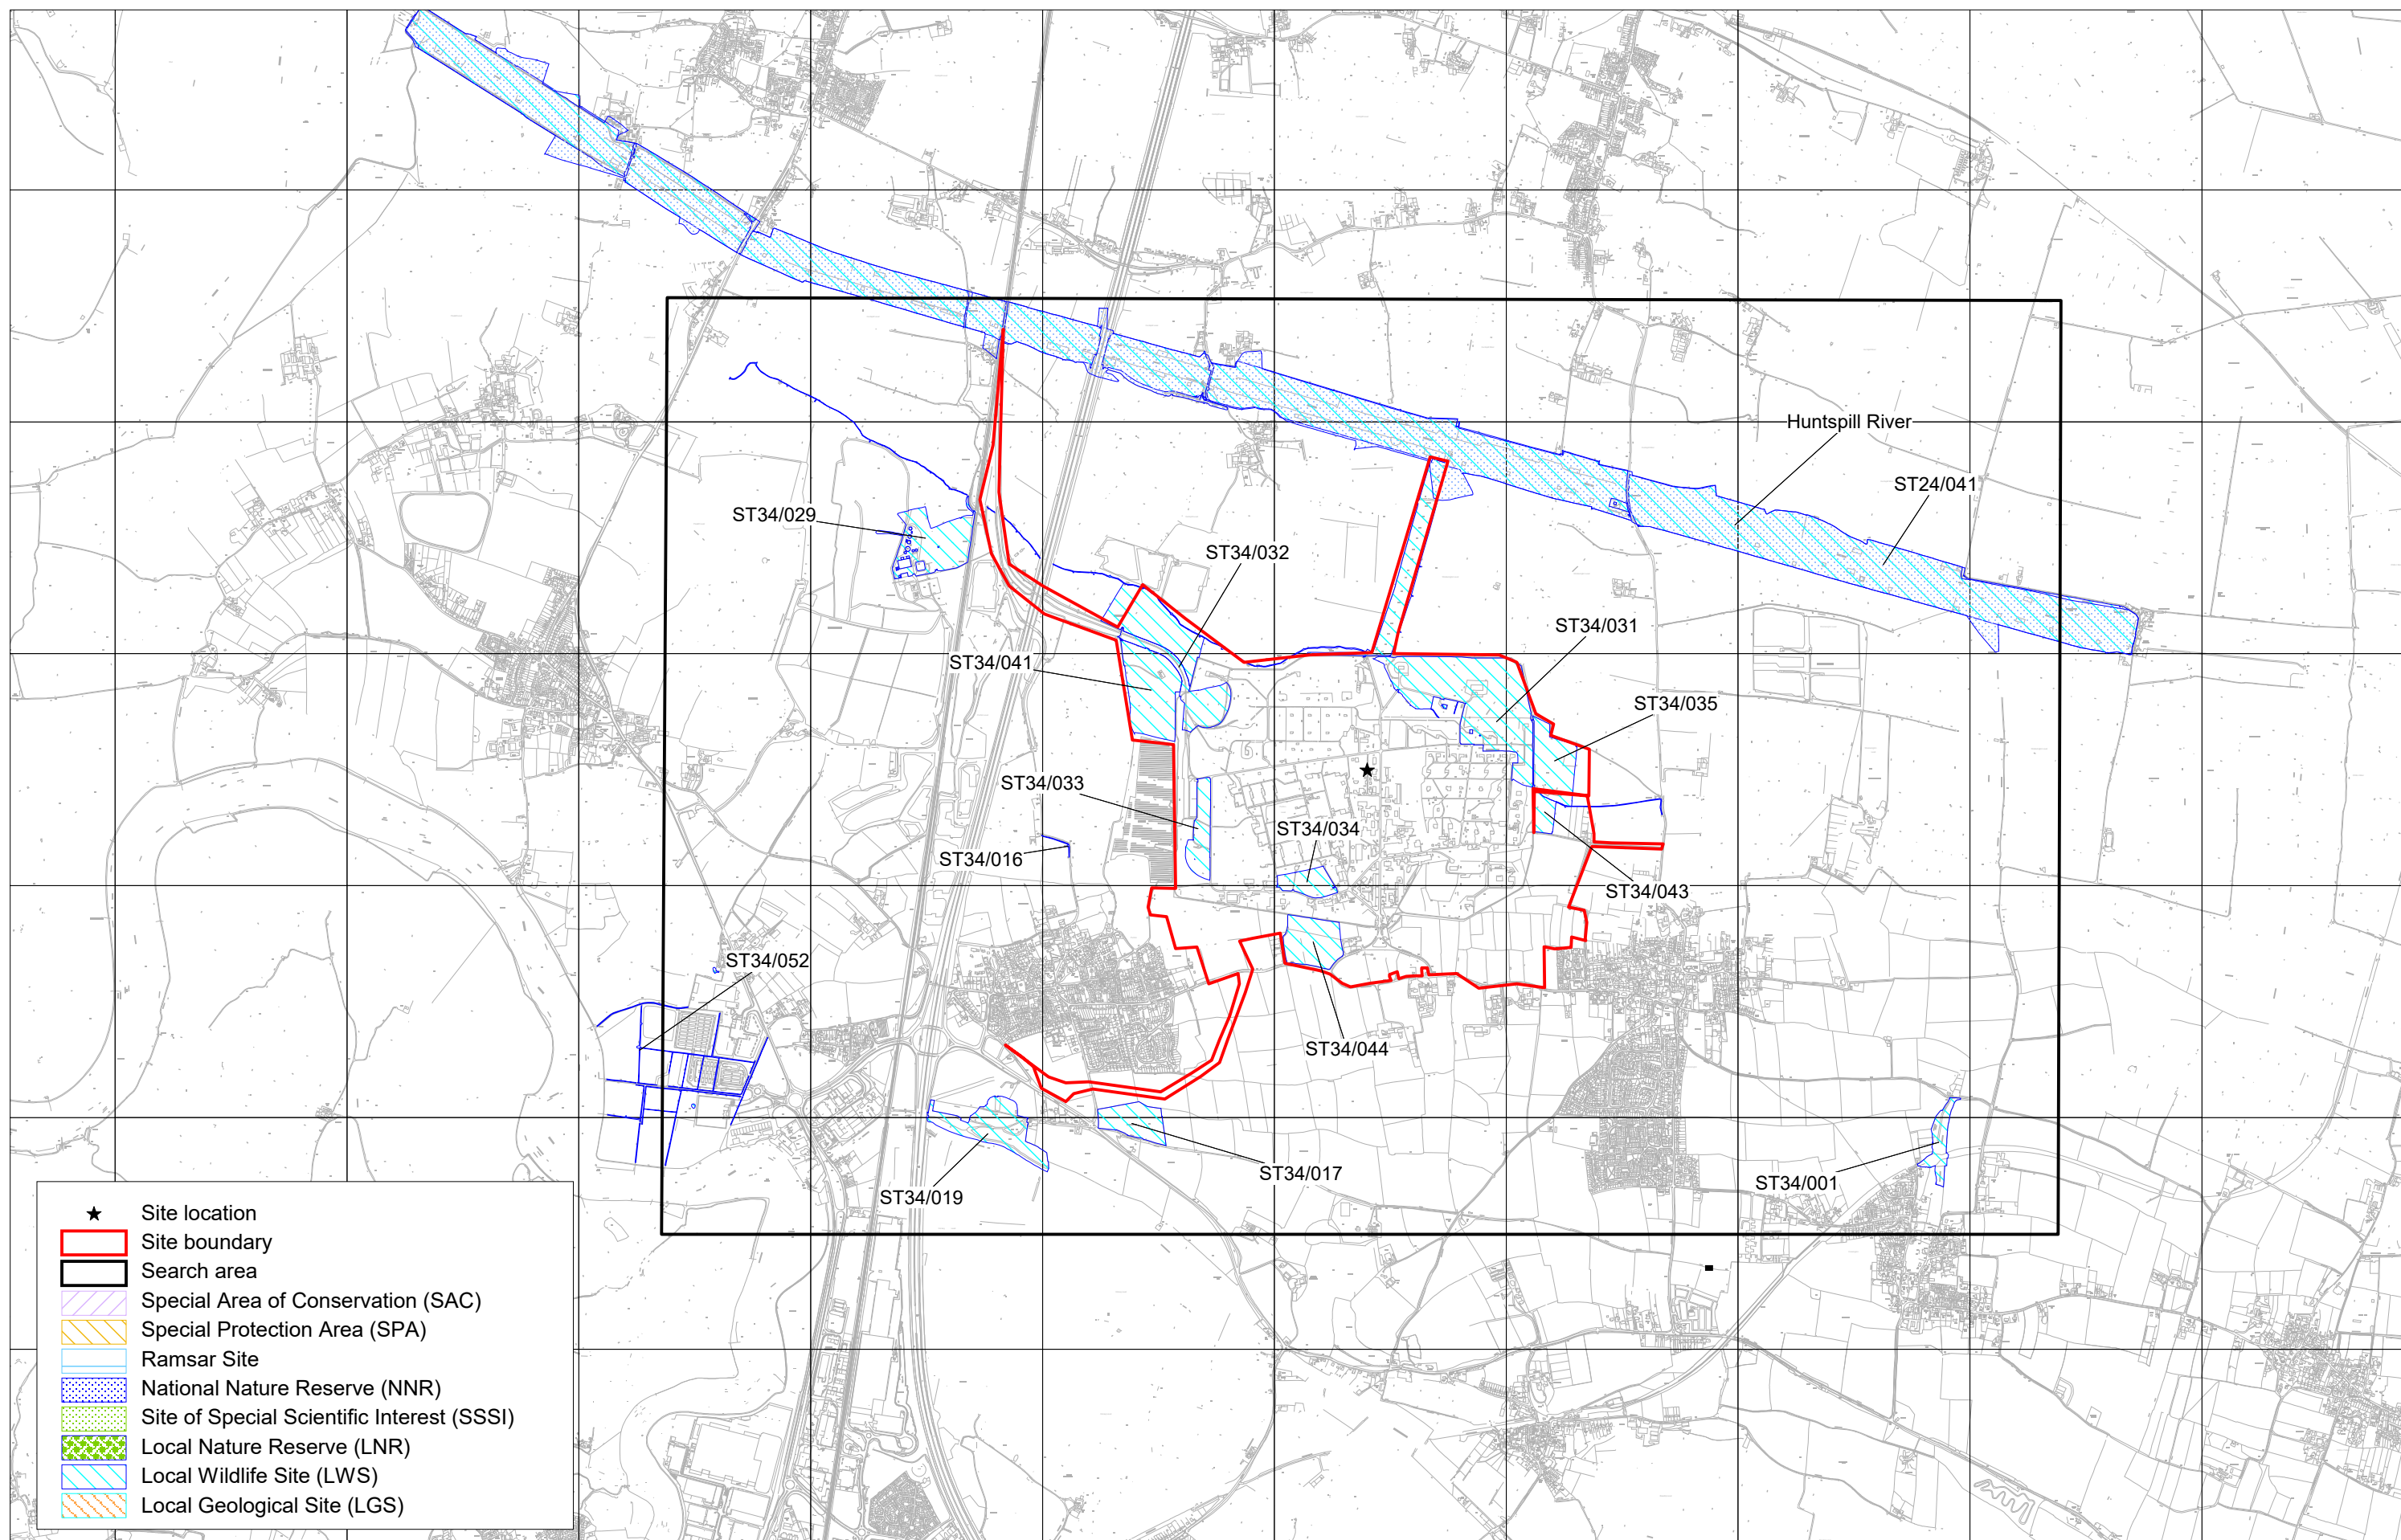 Huntspill River
ST24/041
ST34/029
ST34/032
ST34/031
ST34/041
ST34/035
ST34/033
ST34/034
ST34/016
ST34/043
ST34/052
ST34/044
ST34/017
ST34/001
ST34/019
Site location
Site boundary
Search area
Special Area of Conservation (SAC)
Special Protection Area (SPA)
Ramsar Site
National Nature Reserve (NNR)
Site of Special Scientific Interest (SSSI)
Local Nature Reserve (LNR)
Local Wildlife Site (LWS)
Local Geological Site (LGS)